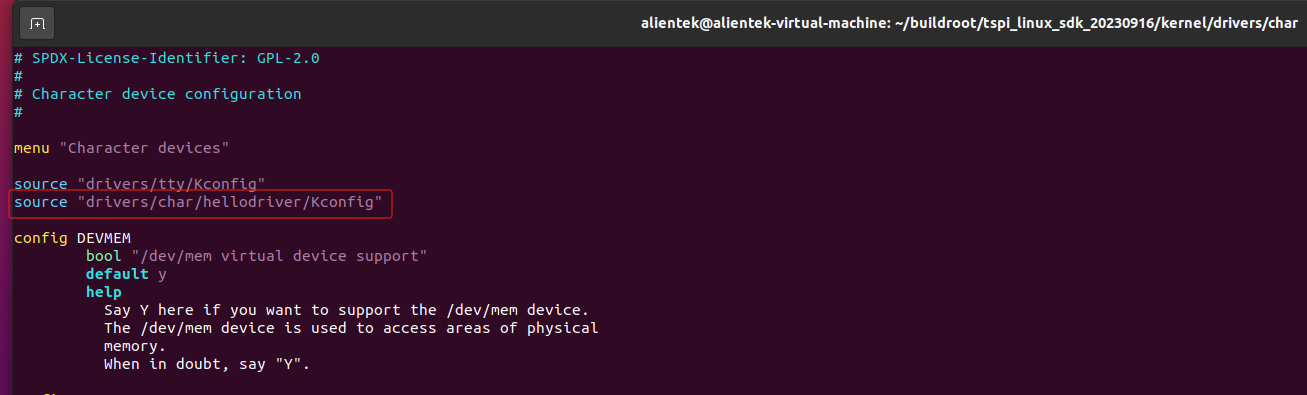 alientek@alientek-virtual-machine: ~/buildroot/tspi_linux_sdk_20230916/kernel/drivers/char
# SPDX-License-Identifier: GPL-2.0
#
# Character device configuration
#
menu "Character devices"
source "drivers/tty/Kconfig"
source "drivers/char/hellodriver/Kconfig"
config DEVMEM
bool "/dev/mem virtual device support"
default y
help
Say Y here if you want to support the /dev/mem device.
The /dev/mem device is used to access areas of physical
memory.
When in doubt, say "Y".